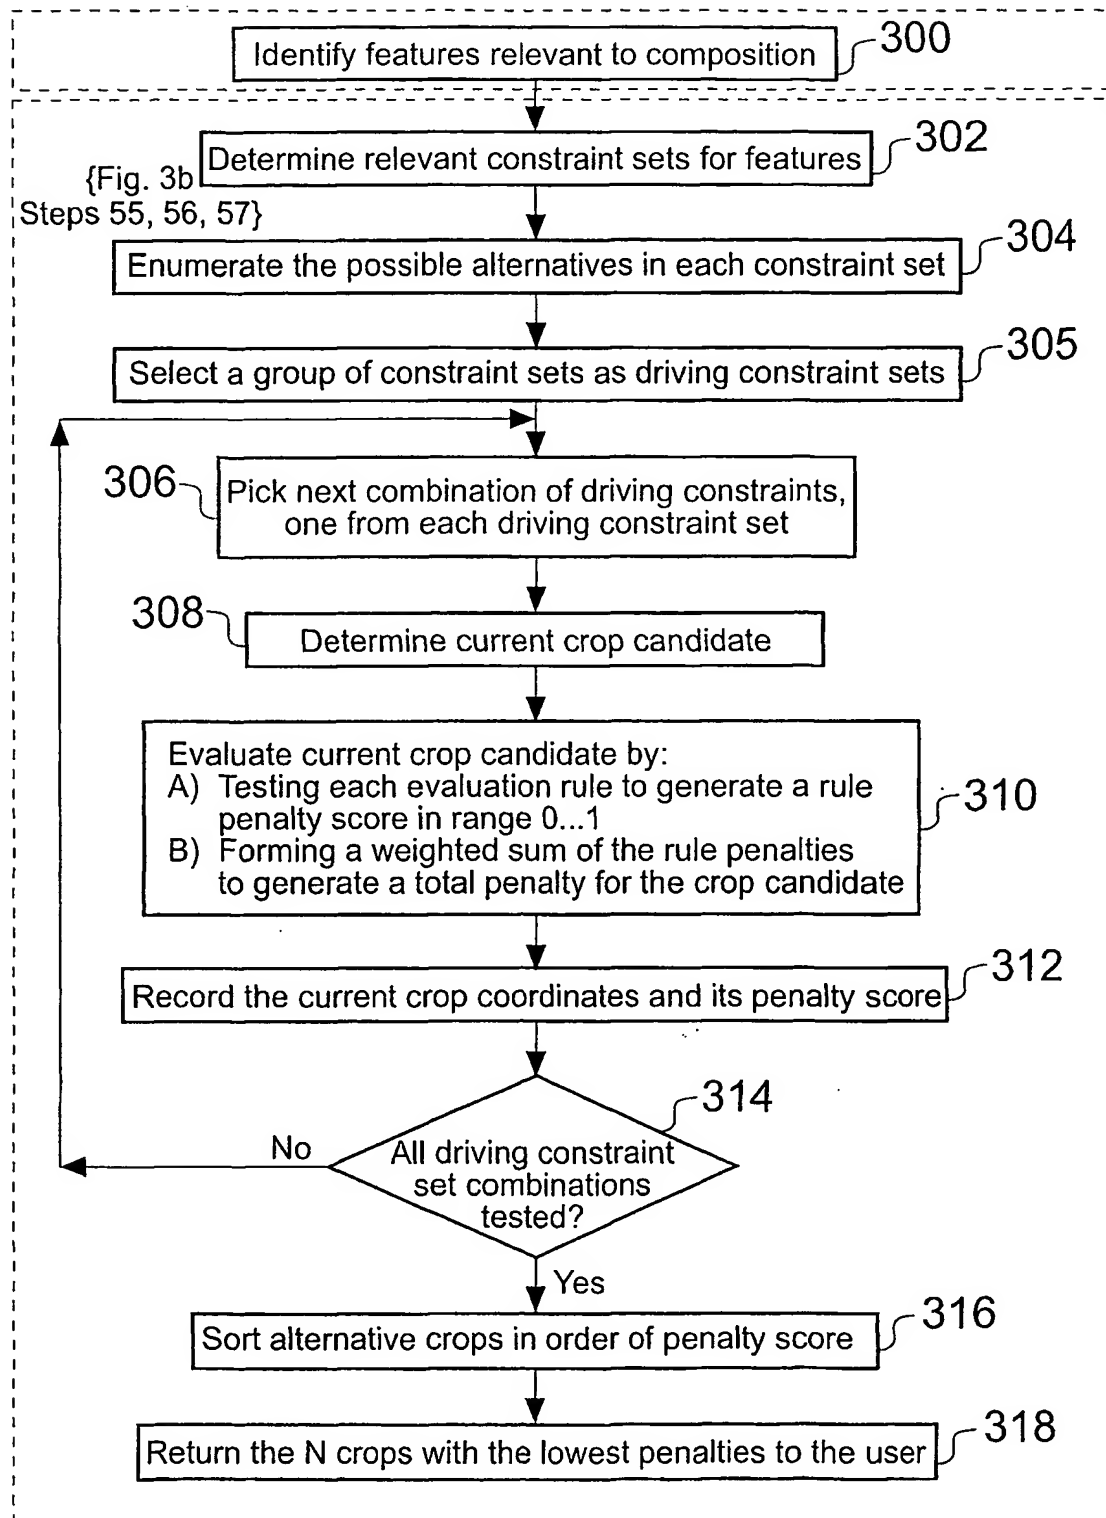 Identify features relevant to composition
300
Determine relevant constraint sets for features
302
{Fig. 3b
Steps 55, 56, 57}
Enumerate the possible alternatives in each constraint set
304
Select a group of constraint sets as driving constraint sets
305
306
Pick next combination of driving constraints,
one from each driving constraint set
308
Determine current crop candidate
Evaluate current crop candidate by:
A) Testing each evaluation rule to generate a rule
penalty score in range 0...1
B) Forming a weighted sum of the rule penalties
to generate a total penalty for the crop candidate
310
Record the current crop coordinates and its penalty score
312
314
No
All driving constraint
set combinations
tested?
Yes
Sort alternative crops in order of penalty score
316
Return the N crops with the lowest penalties to the user
318